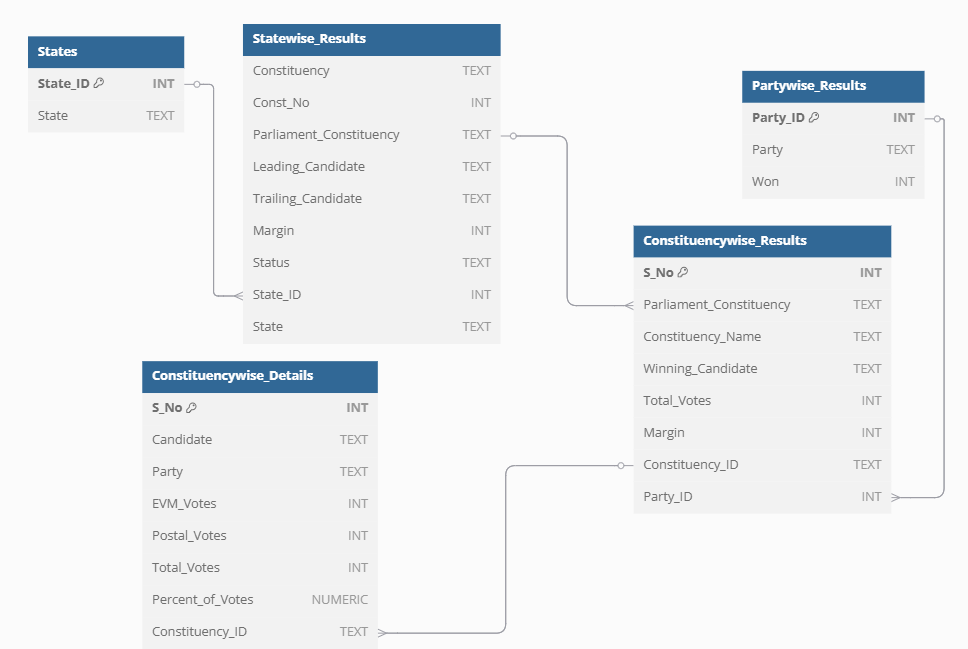 States
State_ID INT
State TEXT
Statewise_Results
Constituency TEXT
Const_No INT
Parliament_Constituency TEXT
Leading_Candidate TEXT
Trailing_Candidate TEXT
Margin INT
Status TEXT
State_ID INT
State TEXT
Partywise_Results
Party_ID INT
Party TEXT
Won INT
Constituencywise_Results
S_No INT
Parliament_Constituency TEXT
Constituency_Name TEXT
Winning_Candidate TEXT
Total_Votes INT
Margin INT
Constituency_ID TEXT
Party_ID INT
Constituencywise_Details
S_No INT
Candidate TEXT
Party TEXT
EVM_Votes INT
Postal_Votes INT
Total_Votes INT
Percent_of_Votes NUMERIC
Constituency_ID TEXT